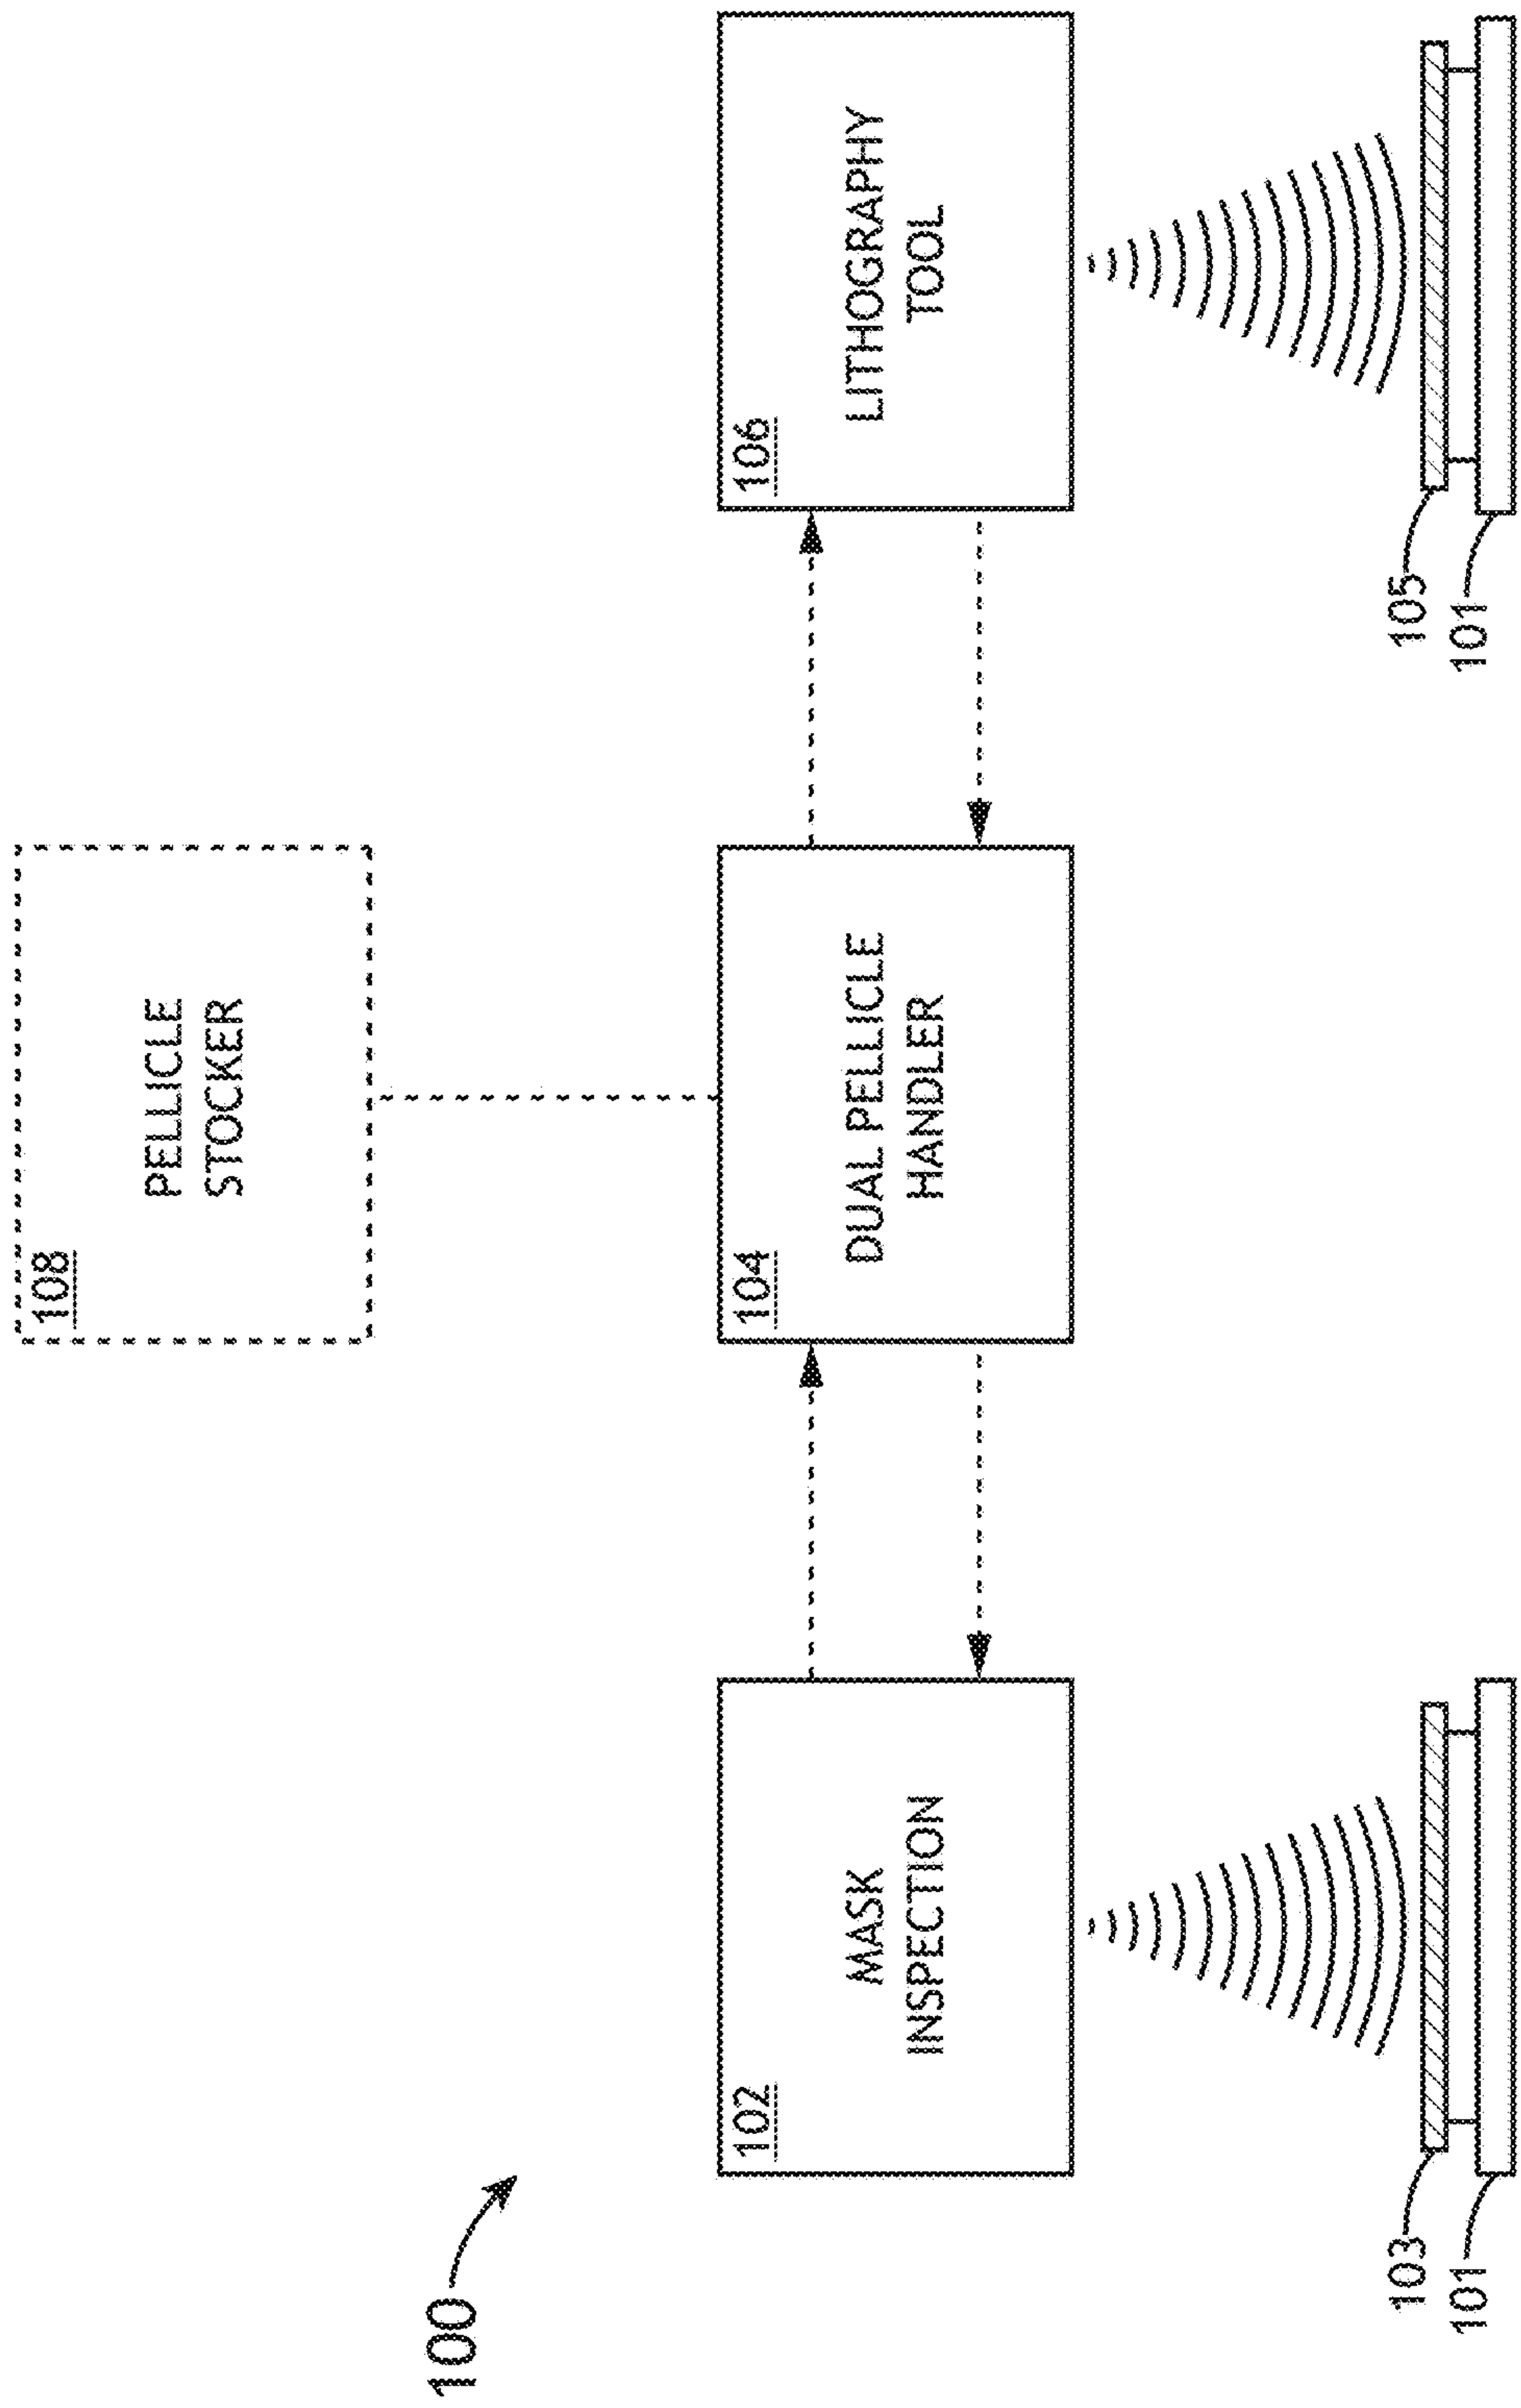 100
108
PELLICLE
STOCKER
102
MASK
INSPECTION
104
DUAL PELLICLE
HANDLER
106
LITHOGRAPHY
TOOL
103
101
105
101